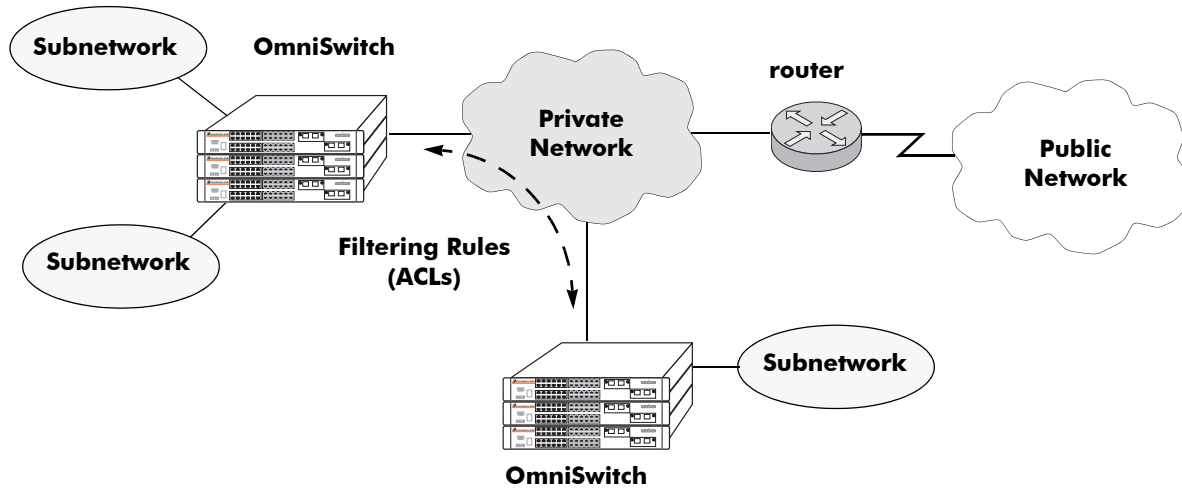 Subnetwork
OmniSwitch
router
Private
Network
Public
Network
Subnetwork
Filtering Rules
(ACLs)
Subnetwork
OmniSwitch